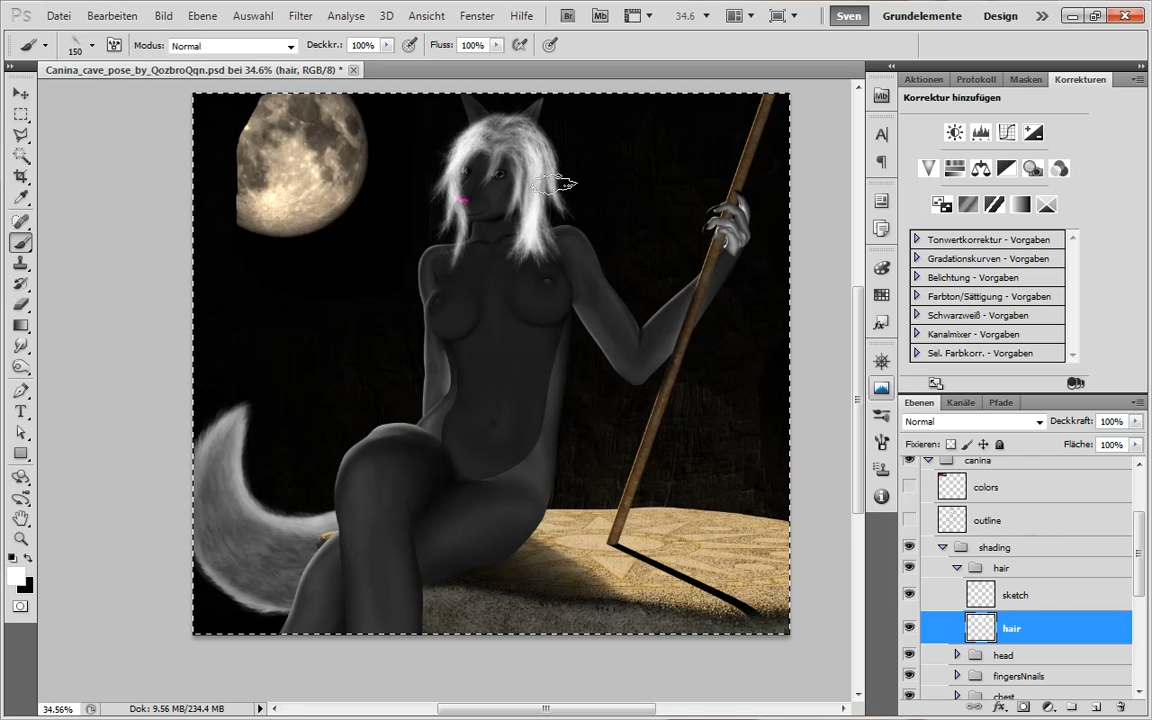 Ps Datei Bearbeiten Bild Ebene Auswahl Filter Analyse 3D Ansicht Fenster Hilfe Br Mb 34.6 Sven Grundelemente Design
150 Modus: Normal Deckkr.: 100% Fluss: 100%
Canina_cave_pose_by_QozbroQqn.psd bei 34.6% (hair, RGB/8) *
Aktionen Protokoll Masken Korrekturen
Mb
Korrektur hinzufügen
Tonwertkorrektur - Vorgaben
Gradationskurven - Vorgaben
Belichtung - Vorgaben
Farbton/Sättigung - Vorgaben
Schwarzweiß - Vorgaben
Kanalmixer - Vorgaben
Sel. Farbkorr. - Vorgaben
Ebenen Kanäle Pfade
Normal Deckkraft: 100%
Fixieren: Fläche: 100%
canina
colors
outline
shading
hair
sketch
hair
head
fingersNnails
chest
34.56% Dok: 9.56 MB/234.4 MB